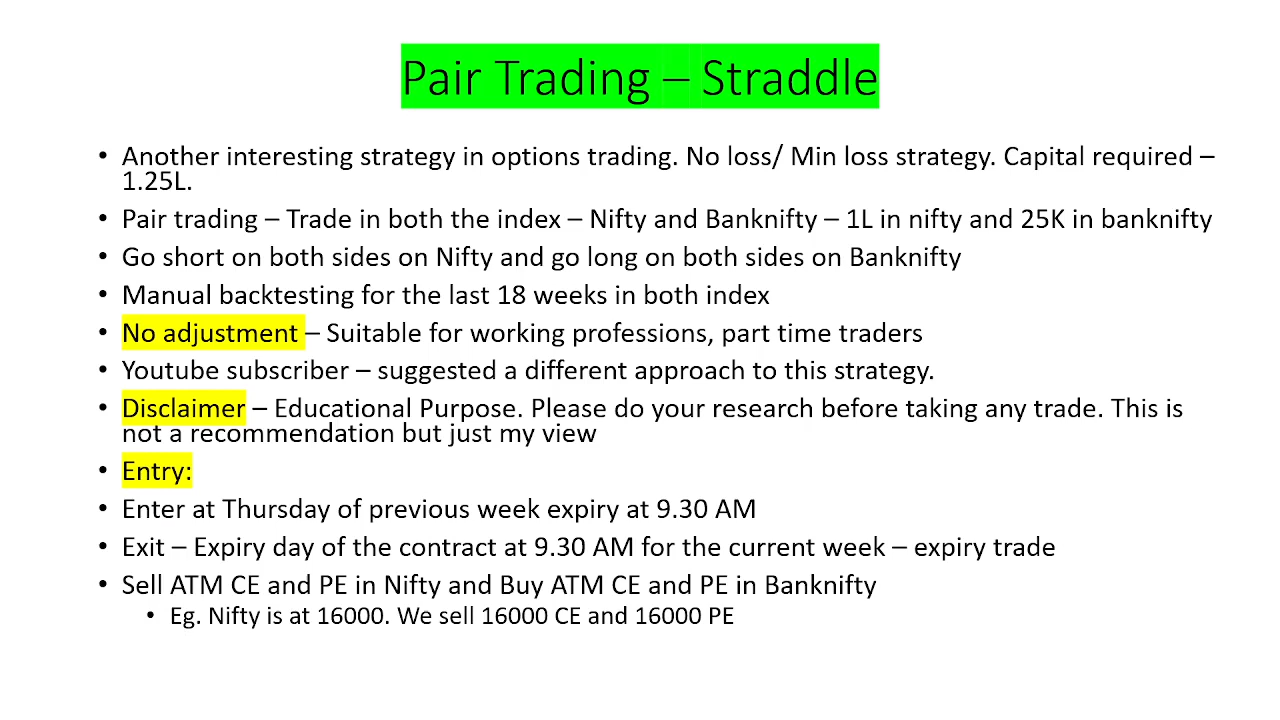 Pair Trading – Straddle
• Another interesting strategy in options trading. No loss/ Min loss strategy. Capital required –
1.25L.
• Pair trading – Trade in both the index – Nifty and Banknifty – 1L in nifty and 25K in banknifty
• Go short on both sides on Nifty and go long on both sides on Banknifty
• Manual backtesting for the last 18 weeks in both index
• No adjustment – Suitable for working professions, part time traders
• Youtube subscriber – suggested a different approach to this strategy.
• Disclaimer – Educational Purpose. Please do your research before taking any trade. This is
not a recommendation but just my view
• Entry:
• Enter at Thursday of previous week expiry at 9.30 AM
• Exit – Expiry day of the contract at 9.30 AM for the current week – expiry trade
• Sell ATM CE and PE in Nifty and Buy ATM CE and PE in Banknifty
• Eg. Nifty is at 16000. We sell 16000 CE and 16000 PE